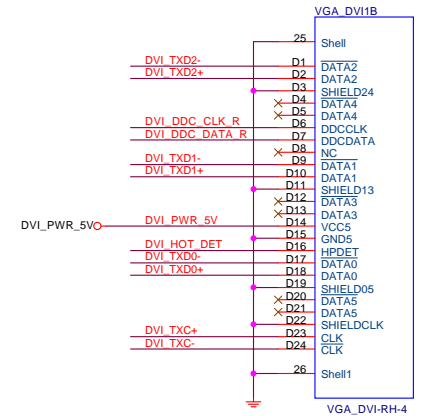 VGA_DVI1B
25 Shell
DVI_TXD2- D1 DATA2
DVI_TXD2+ D2 DATA2
D3 SHIELD24
D4 DATA4
D5 DATA4
DVI_DDC_CLK_R D6 DDCCLK
DVI_DDC_DATA_R D7 DDCDATA
D8 NC
DVI_TXD1- D9 DATA1
DVI_TXD1+ D10 DATA1
D11 SHIELD13
D12 DATA3
D13 DATA3
DVI_PWR_5V DVI_PWR_5V D14 VCC5
D15 GND5
DVI_HOT_DET D16 HPDET
DVI_TXD0- D17 DATA0
DVI_TXD0+ D18 DATA0
D19 SHIELD05
D20 DATA5
D21 DATA5
D22 SHIELDCLK
DVI_TXC+ D23 CLK
DVI_TXC- D24 CLK
26 Shell1
VGA_DVI-RH-4